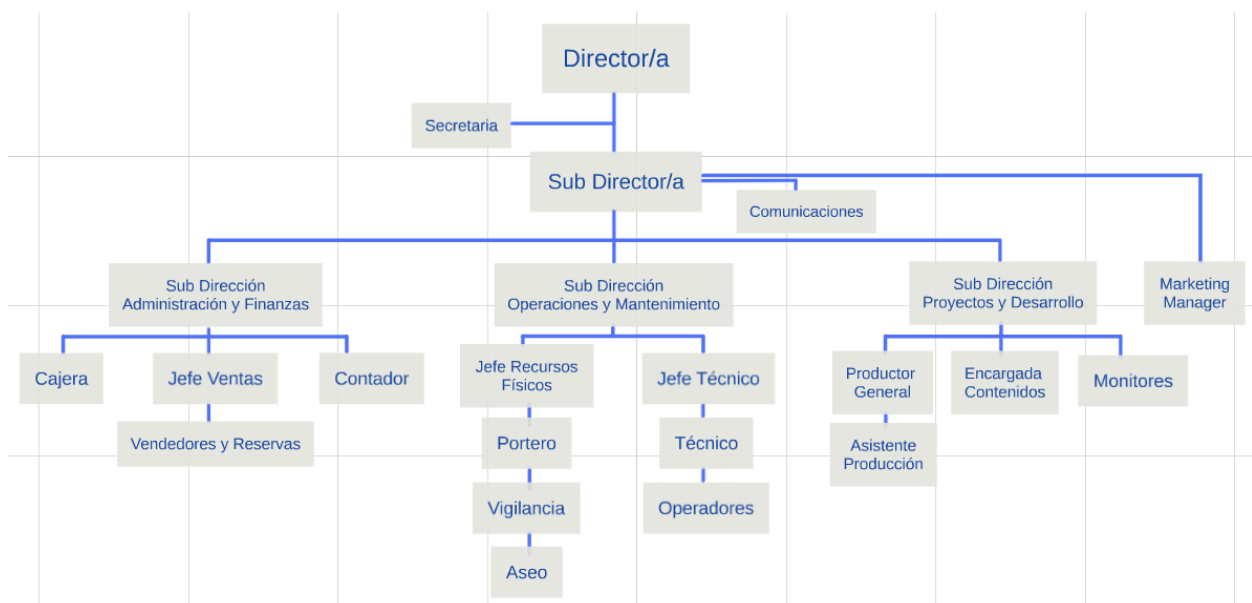 Director/a
Secretaria
Sub Director/a
Comunicaciones
Sub Dirección
Administración y Finanzas
Sub Dirección
Operaciones y Mantenimiento
Sub Dirección
Proyectos y Desarrollo
Marketing
Manager
Cajera
Jefe Ventas
Contador
Jefe Recursos
Físicos
Jefe Técnico
Productor
General
Encargada
Contenidos
Monitores
Vendedores y Reservas
Portero
Técnico
Asistente
Producción
Vigilancia
Operadores
Aseo